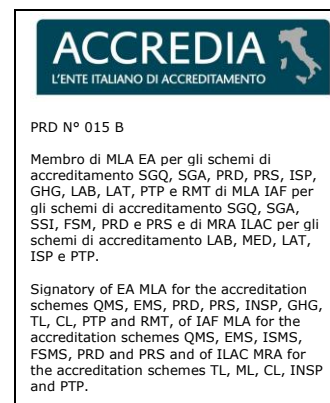 ACCREDIA
L'ENTE ITALIANO DI ACCREDITAMENTO
PRD N° 015 B
Membro di MLA EA per gli schemi di
accreditamento SGQ, SGA, PRD, PRS, ISP,
GHG, LAB, LAT, PTP e RMT di MLA IAF per
gli schemi di accreditamento SGQ, SGA,
SSI, FSM, PRD e PRS e di MRA ILAC per gli
schemi di accreditamento LAB, MED, LAT,
ISP e PTP.
Signatory of EA MLA for the accreditation
schemes QMS, EMS, PRD, PRS, INSP, GHG,
TL, CL, PTP and RMT, of IAF MLA for the
accreditation schemes QMS, EMS, ISMS,
FSMS, PRD and PRS and of ILAC MRA for
the accreditation schemes TL, ML, CL, INSP
and PTP.